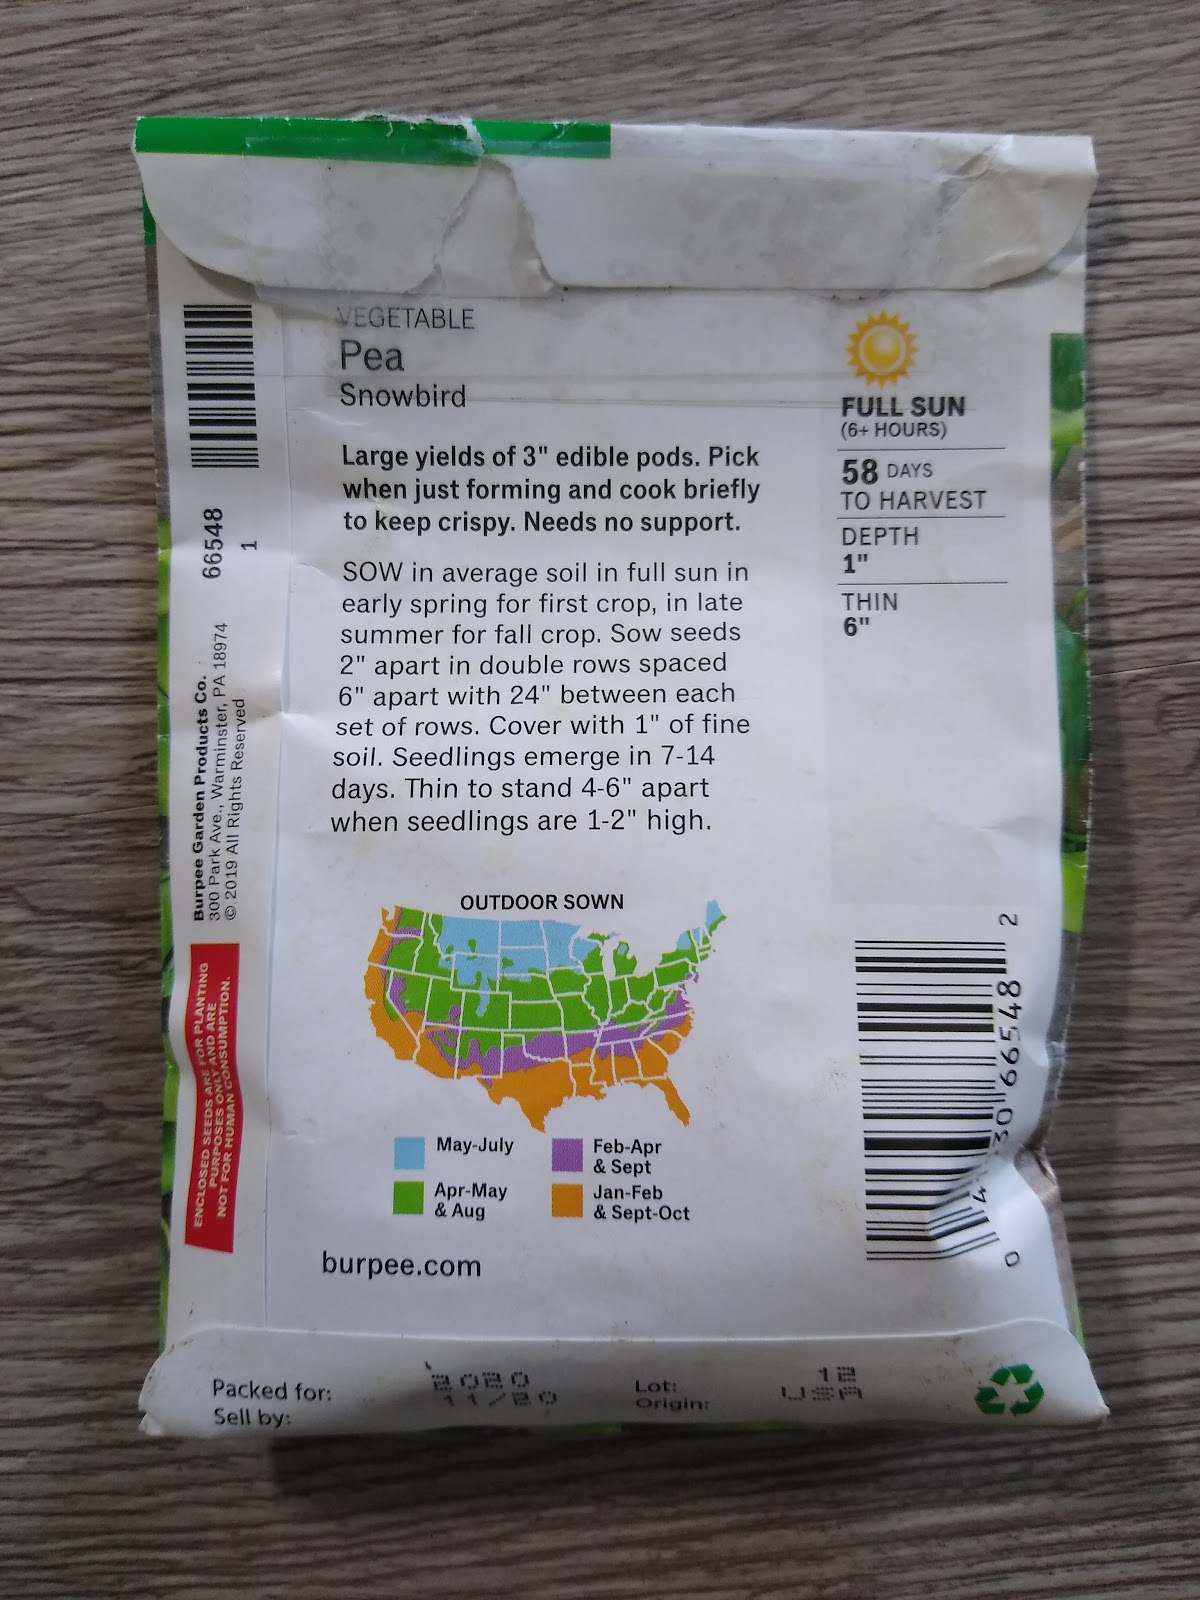 VEGETABLE
Pea
Snowbird
Large yields of 3" edible pods. Pick
when just forming and cook briefly
to keep crispy. Needs no support.
SOW in average soil in full sun in
early spring for first crop, in late
summer for fall crop. Sow seeds
2" apart in double rows spaced
6" apart with 24" between each
set of rows. Cover with 1" of fine
soil. Seedlings emerge in 7-14
days. Thin to stand 4-6" apart
when seedlings are 1-2" high.
FULL SUN
(6+ HOURS)
58 DAYS
TO HARVEST
DEPTH
1"
THIN
6"
66548
1
Burpee Garden Products Co.
300 Park Ave., Warminster, PA 18974
© 2019 All Rights Reserved
ENCLOSED SEEDS ARE FOR PLANTING
PURPOSES ONLY AND ARE
NOT FOR HUMAN CONSUMPTION.
OUTDOOR SOWN
May-July
Feb-Apr
& Sept
Apr-May
& Aug
Jan-Feb
& Sept-Oct
burpee.com
0 66548 2
Packed for: 2020
Sell by: 11/20
Lot: 12
Origin: USA